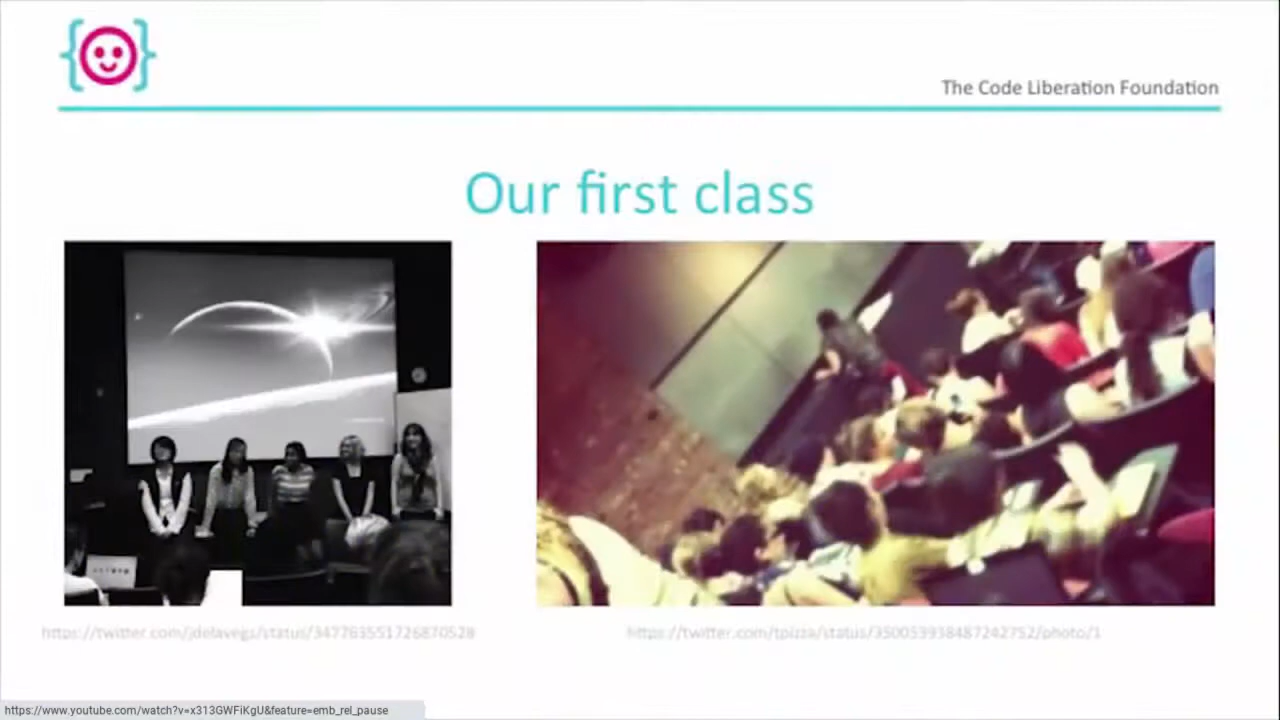 The Code Liberation Foundation
Our first class
https://www.youtube.com/watch?v=x313GWFiKgU&feature=emb_rel_pause